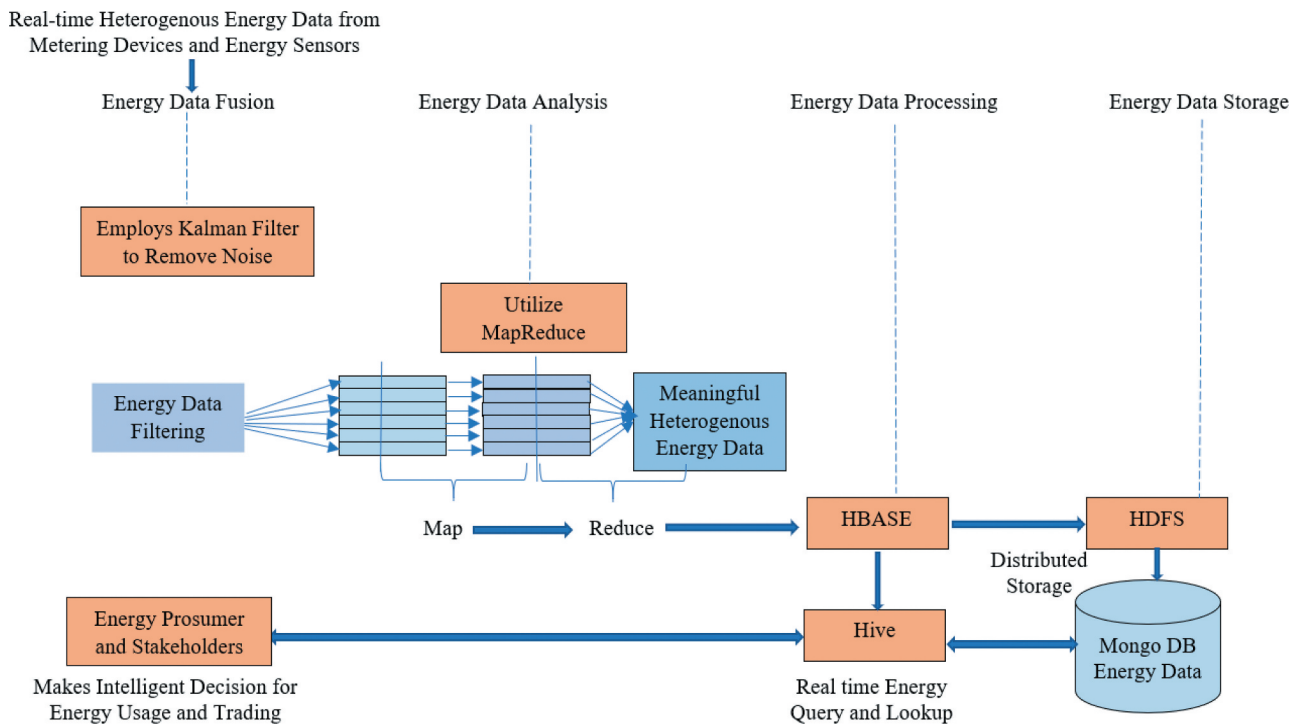 Real-time Heterogenous Energy Data from
Metering Devices and Energy Sensors
Energy Data Fusion
Energy Data Analysis
Energy Data Processing
Energy Data Storage
Employs Kalman Filter
to Remove Noise
Utilize
MapReduce
Energy Data
Filtering
Meaningful
Heterogenous
Energy Data
Map
Reduce
HBASE
HDFS
Distributed
Storage
Energy Prosumer
and Stakeholders
Hive
Mongo DB
Energy Data
Makes Intelligent Decision for
Energy Usage and Trading
Real time Energy
Query and Lookup